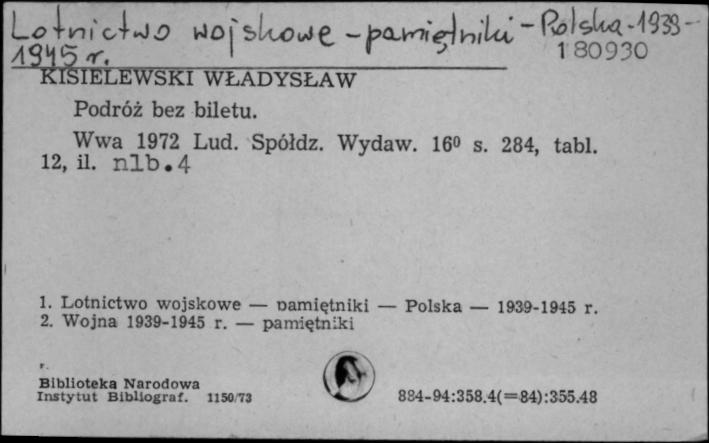 Lotnictwo wojskowe - pamiętniki - Polska - 1939-
1945 r.
180930
KISIELEWSKI WŁADYSŁAW
Podróż bez biletu.
Wwa 1972 Lud. Spółdz. Wydaw. 16⁰ s. 284, tabl.
12, il. nlb.4
1. Lotnictwo wojskowe — pamiętniki — Polska — 1939-1945 r.
2. Wojna 1939-1945 r. — pamiętniki
Biblioteka Narodowa
Instytut Bibliograf. 1150/73
884-94:358.4(=84):355.48